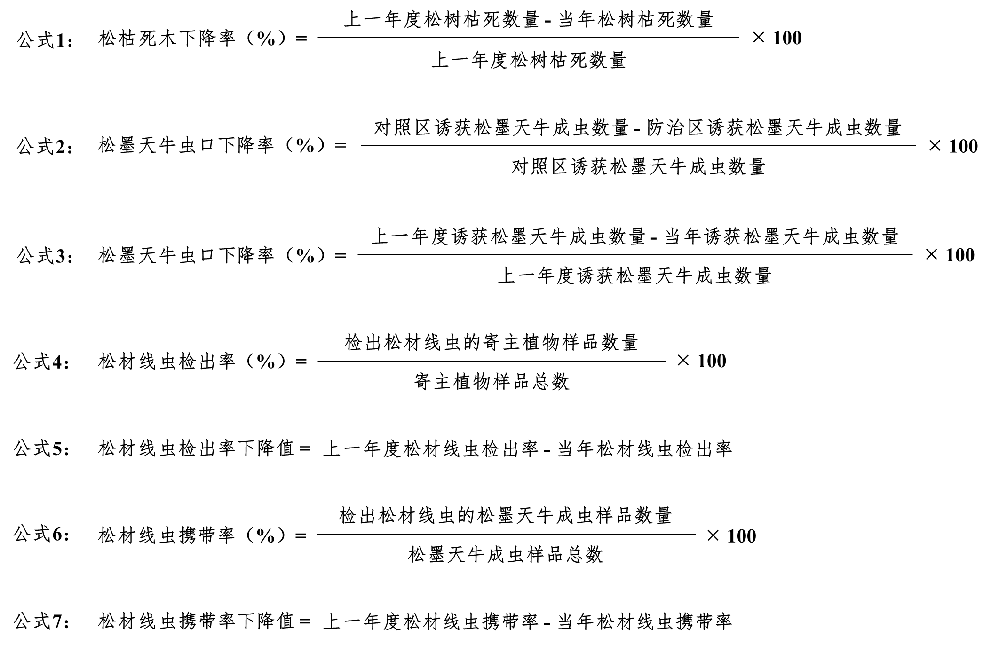 上一年度松树枯死数量 - 当年松树枯死数量
公式1： 松枯死木下降率（%）= × 100
上一年度松树枯死数量
对照区诱获松墨天牛成虫数量 - 防治区诱获松墨天牛成虫数量
公式2： 松墨天牛虫口下降率（%）= × 100
对照区诱获松墨天牛成虫数量
上一年度诱获松墨天牛成虫数量 - 当年诱获松墨天牛成虫数量
公式3： 松墨天牛虫口下降率（%）= × 100
上一年度诱获松墨天牛成虫数量
检出松材线虫的寄主植物样品数量
公式4： 松材线虫检出率（%）= × 100
寄主植物样品总数
公式5： 松材线虫检出率下降值 = 上一年度松材线虫检出率 - 当年松材线虫检出率
检出松材线虫的松墨天牛成虫样品数量
公式6： 松材线虫携带率（%）= × 100
松墨天牛成虫样品总数
公式7： 松材线虫携带率下降值 = 上一年度松材线虫携带率 - 当年松材线虫携带率